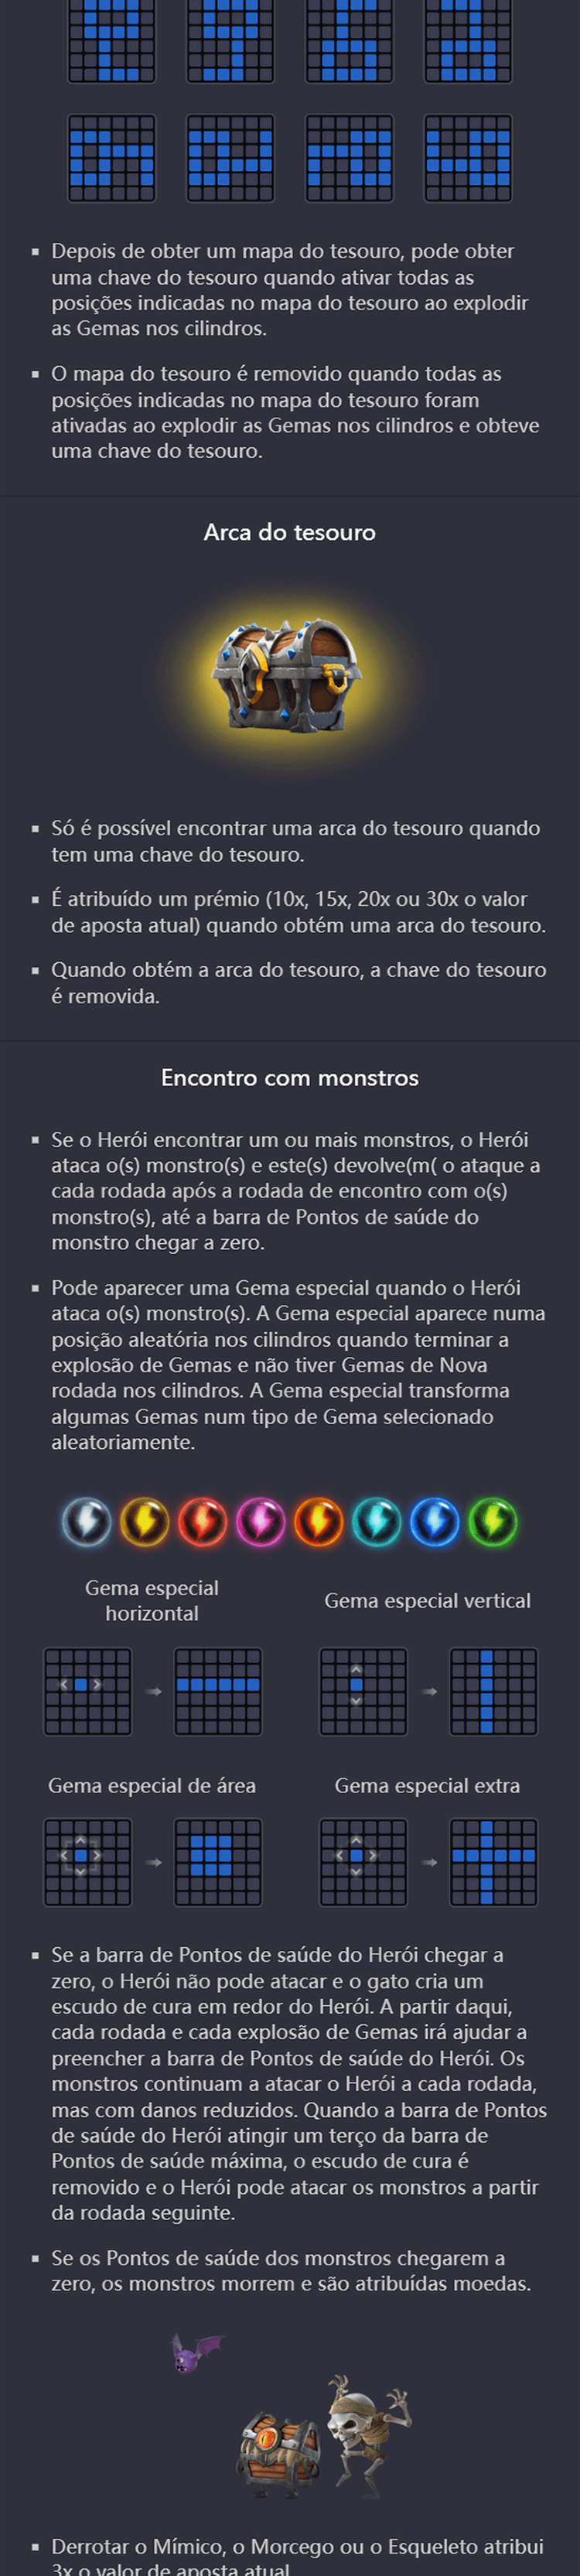 Depois de obter um mapa do tesouro, pode obter
uma chave do tesouro quando ativar todas as
posições indicadas no mapa do tesouro ao explodir
as Gemas nos cilindros.
O mapa do tesouro é removido quando todas as
posições indicadas no mapa do tesouro foram
ativadas ao explodir as Gemas nos cilindros e obteve
uma chave do tesouro.
Arca do tesouro
Só é possível encontrar uma arca do tesouro quando
tem uma chave do tesouro.
É atribuído um prémio (10x, 15x, 20x ou 30x o valor
de aposta atual) quando obtém uma arca do tesouro.
Quando obtém a arca do tesouro, a chave do tesouro
é removida.
Encontro com monstros
Se o Herói encontrar um ou mais monstros, o Herói
ataca o(s) monstro(s) e este(s) devolve(m( o ataque a
cada rodada após a rodada de encontro com o(s)
monstro(s), até a barra de Pontos de saúde do
monstro chegar a zero.
Pode aparecer uma Gema especial quando o Herói
ataca o(s) monstro(s). A Gema especial aparece numa
posição aleatória nos cilindros quando terminar a
explosão de Gemas e não tiver Gemas de Nova
rodada nos cilindros. A Gema especial transforma
algumas Gemas num tipo de Gema selecionado
aleatoriamente.
Gema especial
horizontal
Gema especial vertical
Gema especial de área
Gema especial extra
Se a barra de Pontos de saúde do Herói chegar a
zero, o Herói não pode atacar e o gato cria um
escudo de cura em redor do Herói. A partir daqui,
cada rodada e cada explosão de Gemas irá ajudar a
preencher a barra de Pontos de saúde do Herói. Os
monstros continuam a atacar o Herói a cada rodada,
mas com danos reduzidos. Quando a barra de Pontos
de saúde do Herói atingir um terço da barra de
Pontos de saúde máxima, o escudo de cura é
removido e o Herói pode atacar os monstros a partir
da rodada seguinte.
Se os Pontos de saúde dos monstros chegarem a
zero, os monstros morrem e são atribuídas moedas.
Derrotar o Mímico, o Morcego ou o Esqueleto atribui
3x o valor de aposta atual